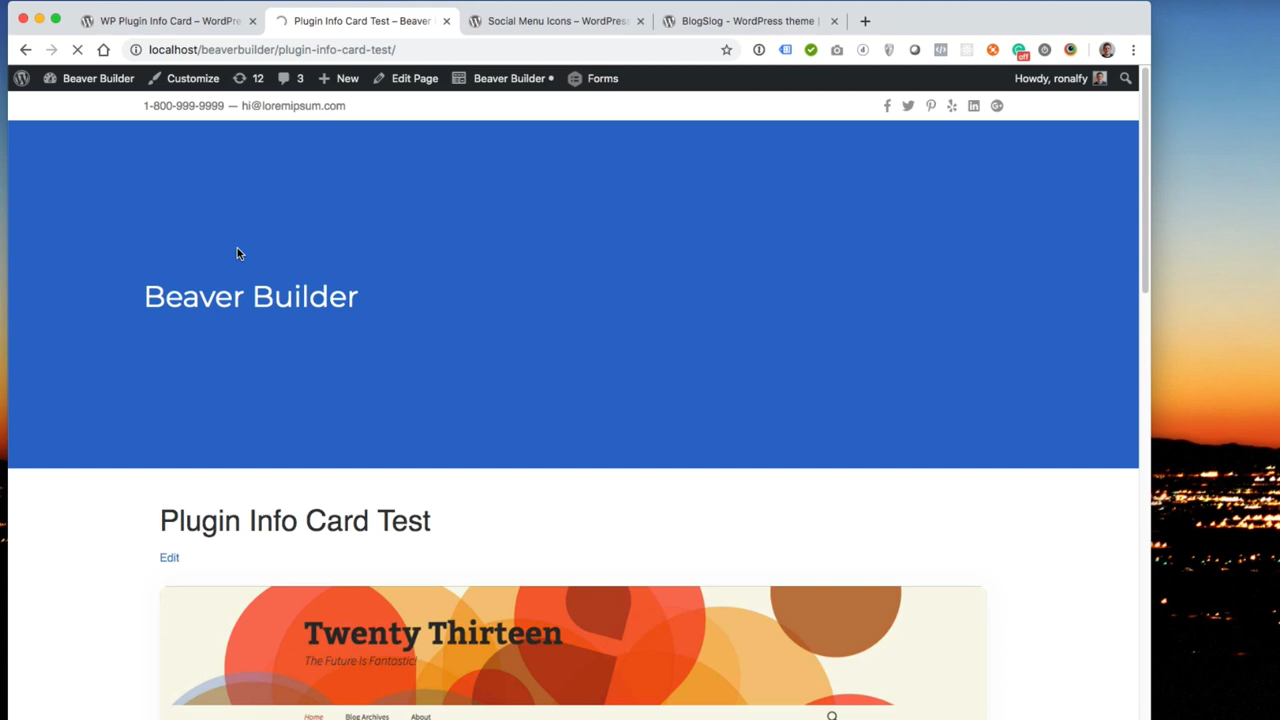 WP Plugin Info Card – WordPre
Plugin Info Card Test – Beaver
Social Menu Icons – WordPress
BlogSlog - WordPress theme |
localhost/beaverbuilder/plugin-info-card-test/
off
Beaver Builder
Customize
12
3
New
Edit Page
Beaver Builder
Forms
Howdy, ronalfy
1-800-999-9999 — hi@loremipsum.com
Beaver Builder
Plugin Info Card Test
Edit
Twenty Thirteen
The Future Is Fantastic!
Home
Blog Archives
About